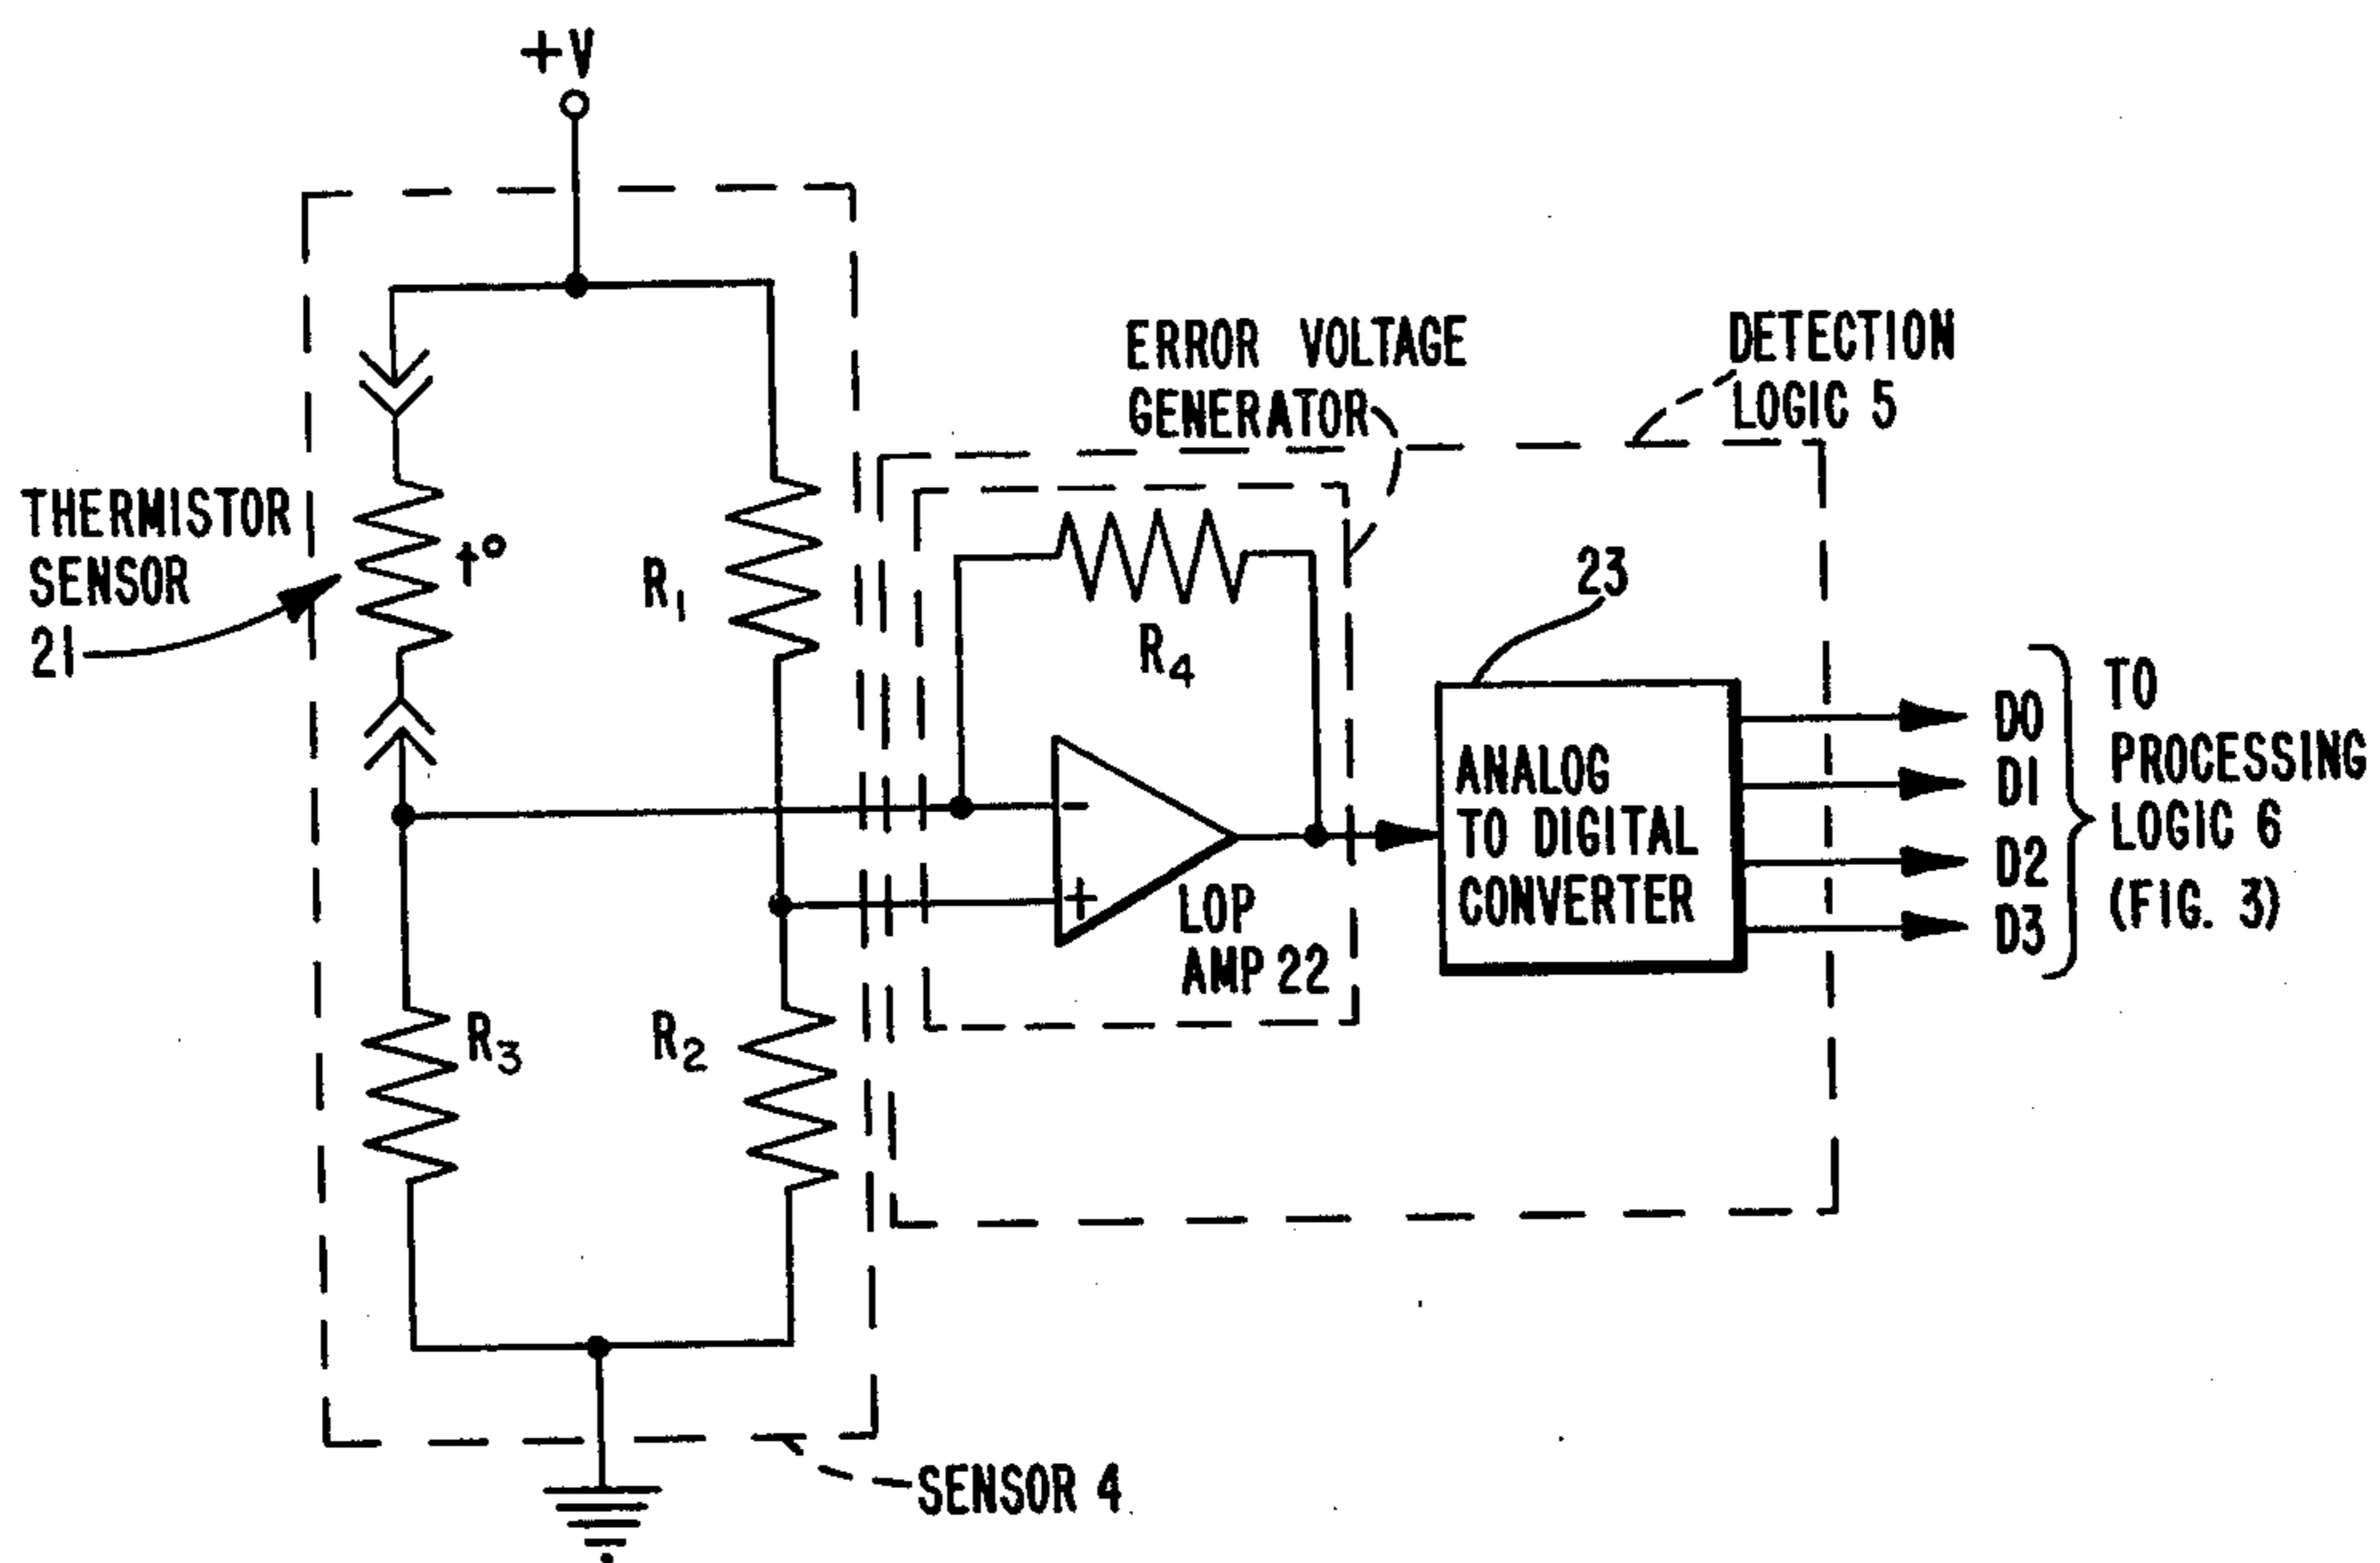 +V
THERMISTOR
SENSOR
21
t°
R1
R3
R2
SENSOR 4
ERROR VOLTAGE
GENERATOR
R4
LOP
AMP 22
DETECTION
LOGIC 5
23
ANALOG
TO DIGITAL
CONVERTER
D0
D1
D2
D3
TO
PROCESSING
LOGIC 6
(FIG. 3)
-
+